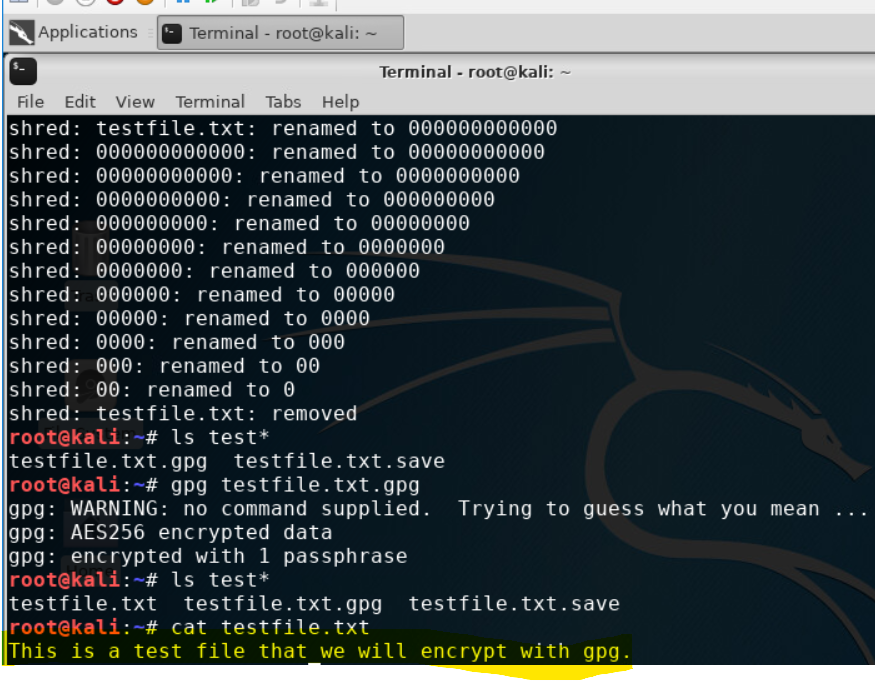 Applications
Terminal - root@kali: ~
Terminal - root@kali: ~
File Edit View Terminal Tabs Help
shred: testfile.txt: renamed to 000000000000
shred: 000000000000: renamed to 00000000000
shred: 00000000000: renamed to 0000000000
shred: 0000000000: renamed to 000000000
shred: 000000000: renamed to 00000000
shred: 00000000: renamed to 0000000
shred: 0000000: renamed to 000000
shred: 000000: renamed to 00000
shred: 00000: renamed to 0000
shred: 0000: renamed to 000
shred: 000: renamed to 00
shred: 00: renamed to 0
shred: testfile.txt: removed
root@kali:~# ls test*
testfile.txt.gpg testfile.txt.save
root@kali:~# gpg testfile.txt.gpg
gpg: WARNING: no command supplied. Trying to guess what you mean ...
gpg: AES256 encrypted data
gpg: encrypted with 1 passphrase
root@kali:~# ls test*
testfile.txt testfile.txt.gpg testfile.txt.save
root@kali:~# cat testfile.txt
This is a test file that we will encrypt with gpg.